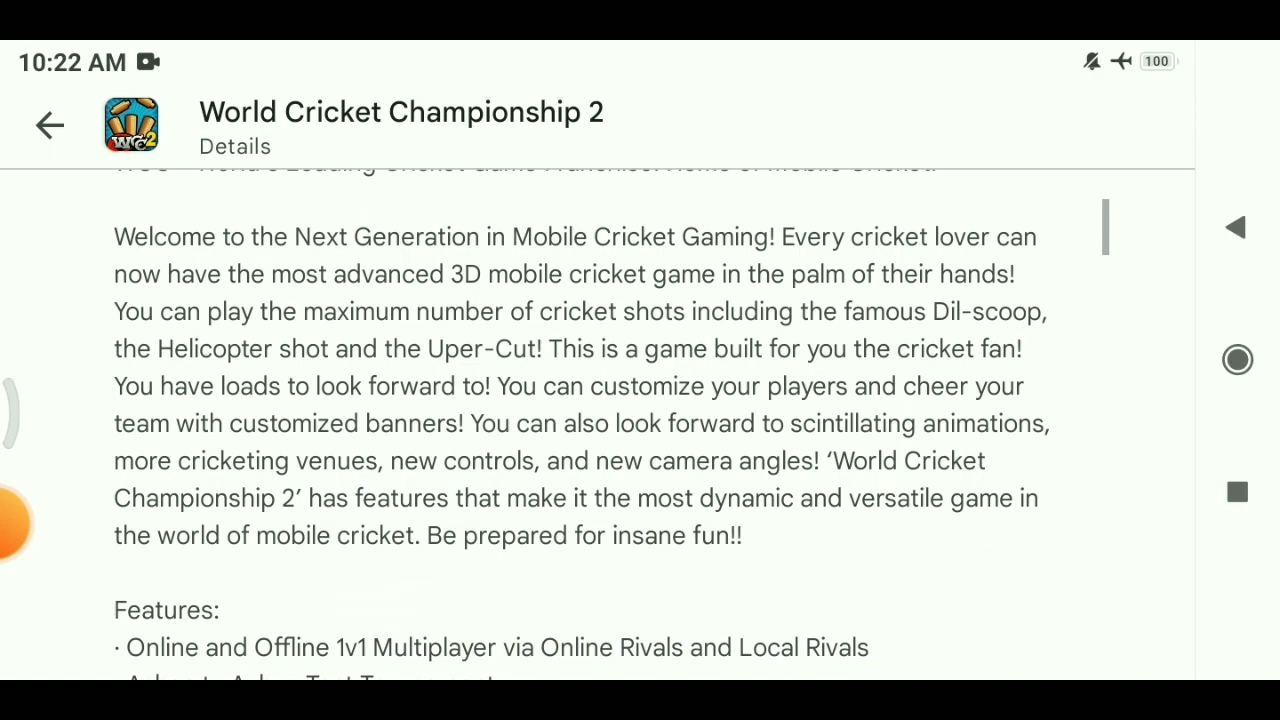 10:22 AM
100
World Cricket Championship 2
Details
WCC2
Welcome to the Next Generation in Mobile Cricket Gaming! Every cricket lover can
now have the most advanced 3D mobile cricket game in the palm of their hands!
You can play the maximum number of cricket shots including the famous Dil-scoop,
the Helicopter shot and the Uper-Cut! This is a game built for you the cricket fan!
You have loads to look forward to! You can customize your players and cheer your
team with customized banners! You can also look forward to scintillating animations,
more cricketing venues, new controls, and new camera angles! ‘World Cricket
Championship 2’ has features that make it the most dynamic and versatile game in
the world of mobile cricket. Be prepared for insane fun!!
Features:
· Online and Offline 1v1 Multiplayer via Online Rivals and Local Rivals